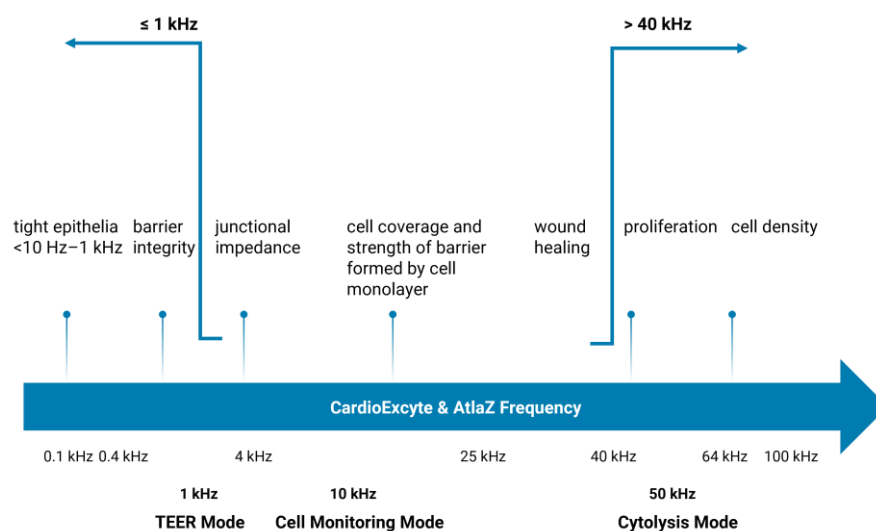 ≤ 1 kHz
> 40 kHz
tight epithelia
<10 Hz–1 kHz
barrier
integrity
junctional
impedance
cell coverage and
strength of barrier
formed by cell
monolayer
wound
healing
proliferation
cell density
CardioExcyte & AtlaZ Frequency
0.1 kHz 0.4 kHz 4 kHz 25 kHz 40 kHz 64 kHz 100 kHz
1 kHz 10 kHz 50 kHz
TEER Mode Cell Monitoring Mode Cytolysis Mode